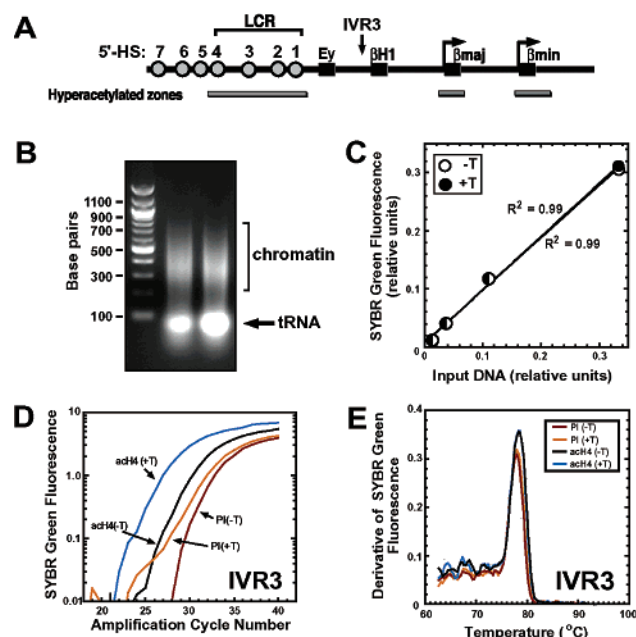 A
LCR
IVR3
5'-HS: 7 6 5 4 3 2 1 Ey βH1 βmaj βmin
Hyperacetylated zones
B
Base pairs
1100
900
700
500
300
100
chromatin
tRNA
C
SYBR Green Fluorescence
(relative units)
0.3
0.2
0.1
0
-T
+T
R² = 0.99
R² = 0.99
0 0.1 0.2 0.3
Input DNA (relative units)
D
SYBR Green Fluorescence
10
1.0
0.1
0.01
acH4 (+T)
acH4(-T)
PI(-T)
PI(+T)
IVR3
20 25 30 35 40
Amplification Cycle Number
E
Derivative of SYBR Green
Fluorescence
0.4
0.3
0.2
0.1
0
PI (-T)
PI (+T)
acH4 (-T)
acH4 (+T)
IVR3
60 70 80 90 100
Temperature (°C)